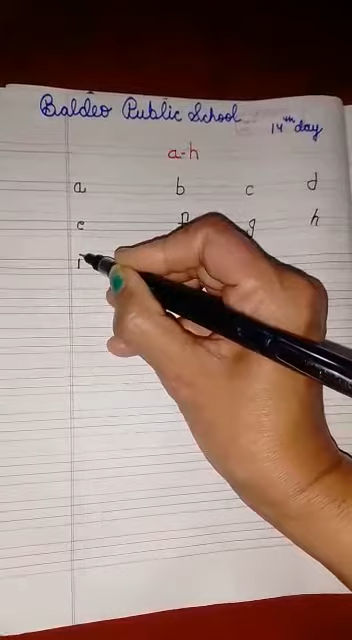 Baldeo Public School
14th day
a-h
a b c d
e f g h